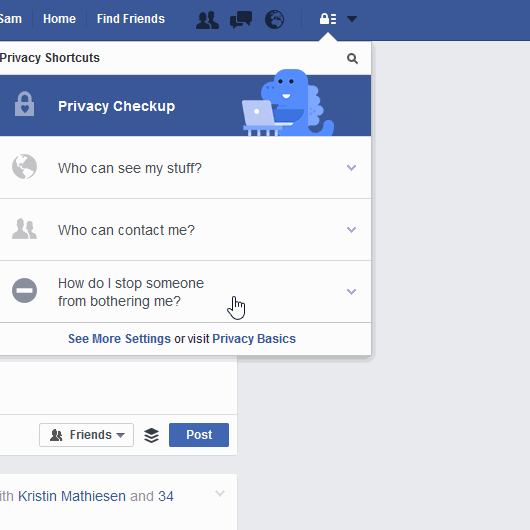 Sam Home Find Friends
Privacy Shortcuts
Privacy Checkup
Who can see my stuff?
Who can contact me?
How do I stop someone
from bothering me?
See More Settings or visit Privacy Basics
Friends
Post
ith Kristin Mathiesen and 34